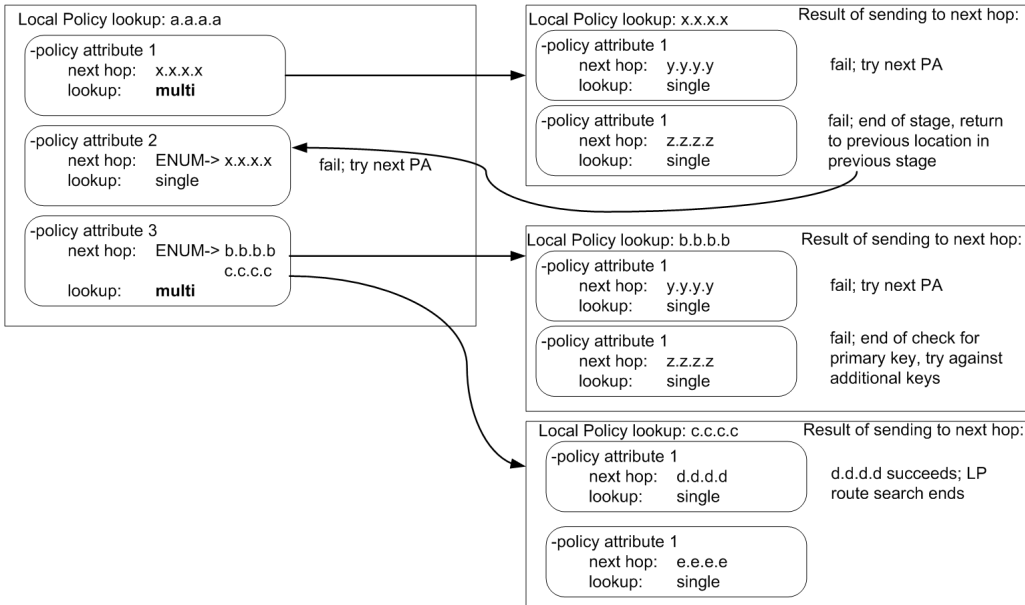 Local Policy lookup: a.a.a.a
-policy attribute 1
next hop: x.x.x.x
lookup: multi
-policy attribute 2
next hop: ENUM-> x.x.x.x
lookup: single
-policy attribute 3
next hop: ENUM-> b.b.b.b
c.c.c.c
lookup: multi
fail; try next PA
Local Policy lookup: x.x.x.x
Result of sending to next hop:
-policy attribute 1
next hop: y.y.y.y
lookup: single
fail; try next PA
-policy attribute 1
next hop: z.z.z.z
lookup: single
fail; end of stage, return
to previous location in
previous stage
Local Policy lookup: b.b.b.b
Result of sending to next hop:
-policy attribute 1
next hop: y.y.y.y
lookup: single
fail; try next PA
-policy attribute 1
next hop: z.z.z.z
lookup: single
fail; end of check for
primary key, try against
additional keys
Local Policy lookup: c.c.c.c
Result of sending to next hop:
-policy attribute 1
next hop: d.d.d.d
lookup: single
d.d.d.d succeeds; LP
route search ends
-policy attribute 1
next hop: e.e.e.e
lookup: single